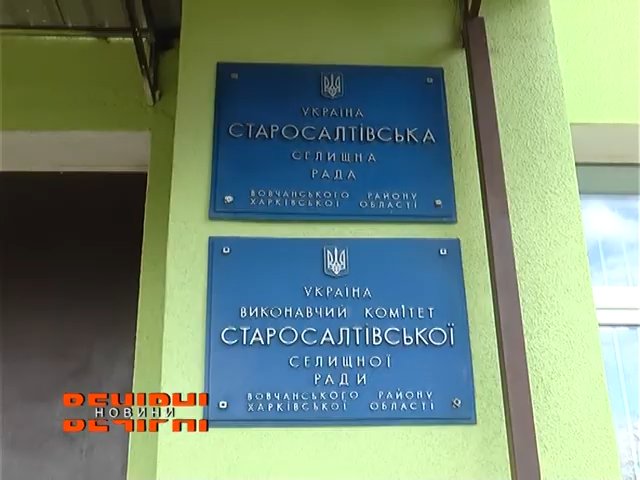 УКРАЇНА
СТАРОСАЛТІВСЬКА
СЕЛИЩНА
РАДА
ВОВЧАНСЬКОГО РАЙОНУ
ХАРКІВСЬКОЇ ОБЛАСТІ
УКРАЇНА
ВИКОНАВЧИЙ КОМІТЕТ
СТАРОСАЛТІВСЬКОЇ
СЕЛИЩНОЇ
РАДИ
ВОВЧАНСЬКОГО РАЙОНУ
ХАРКІВСЬКОЇ ОБЛАСТІ
ВЕЧІРНІ
НОВИНИ
ВЕЧІРНІ